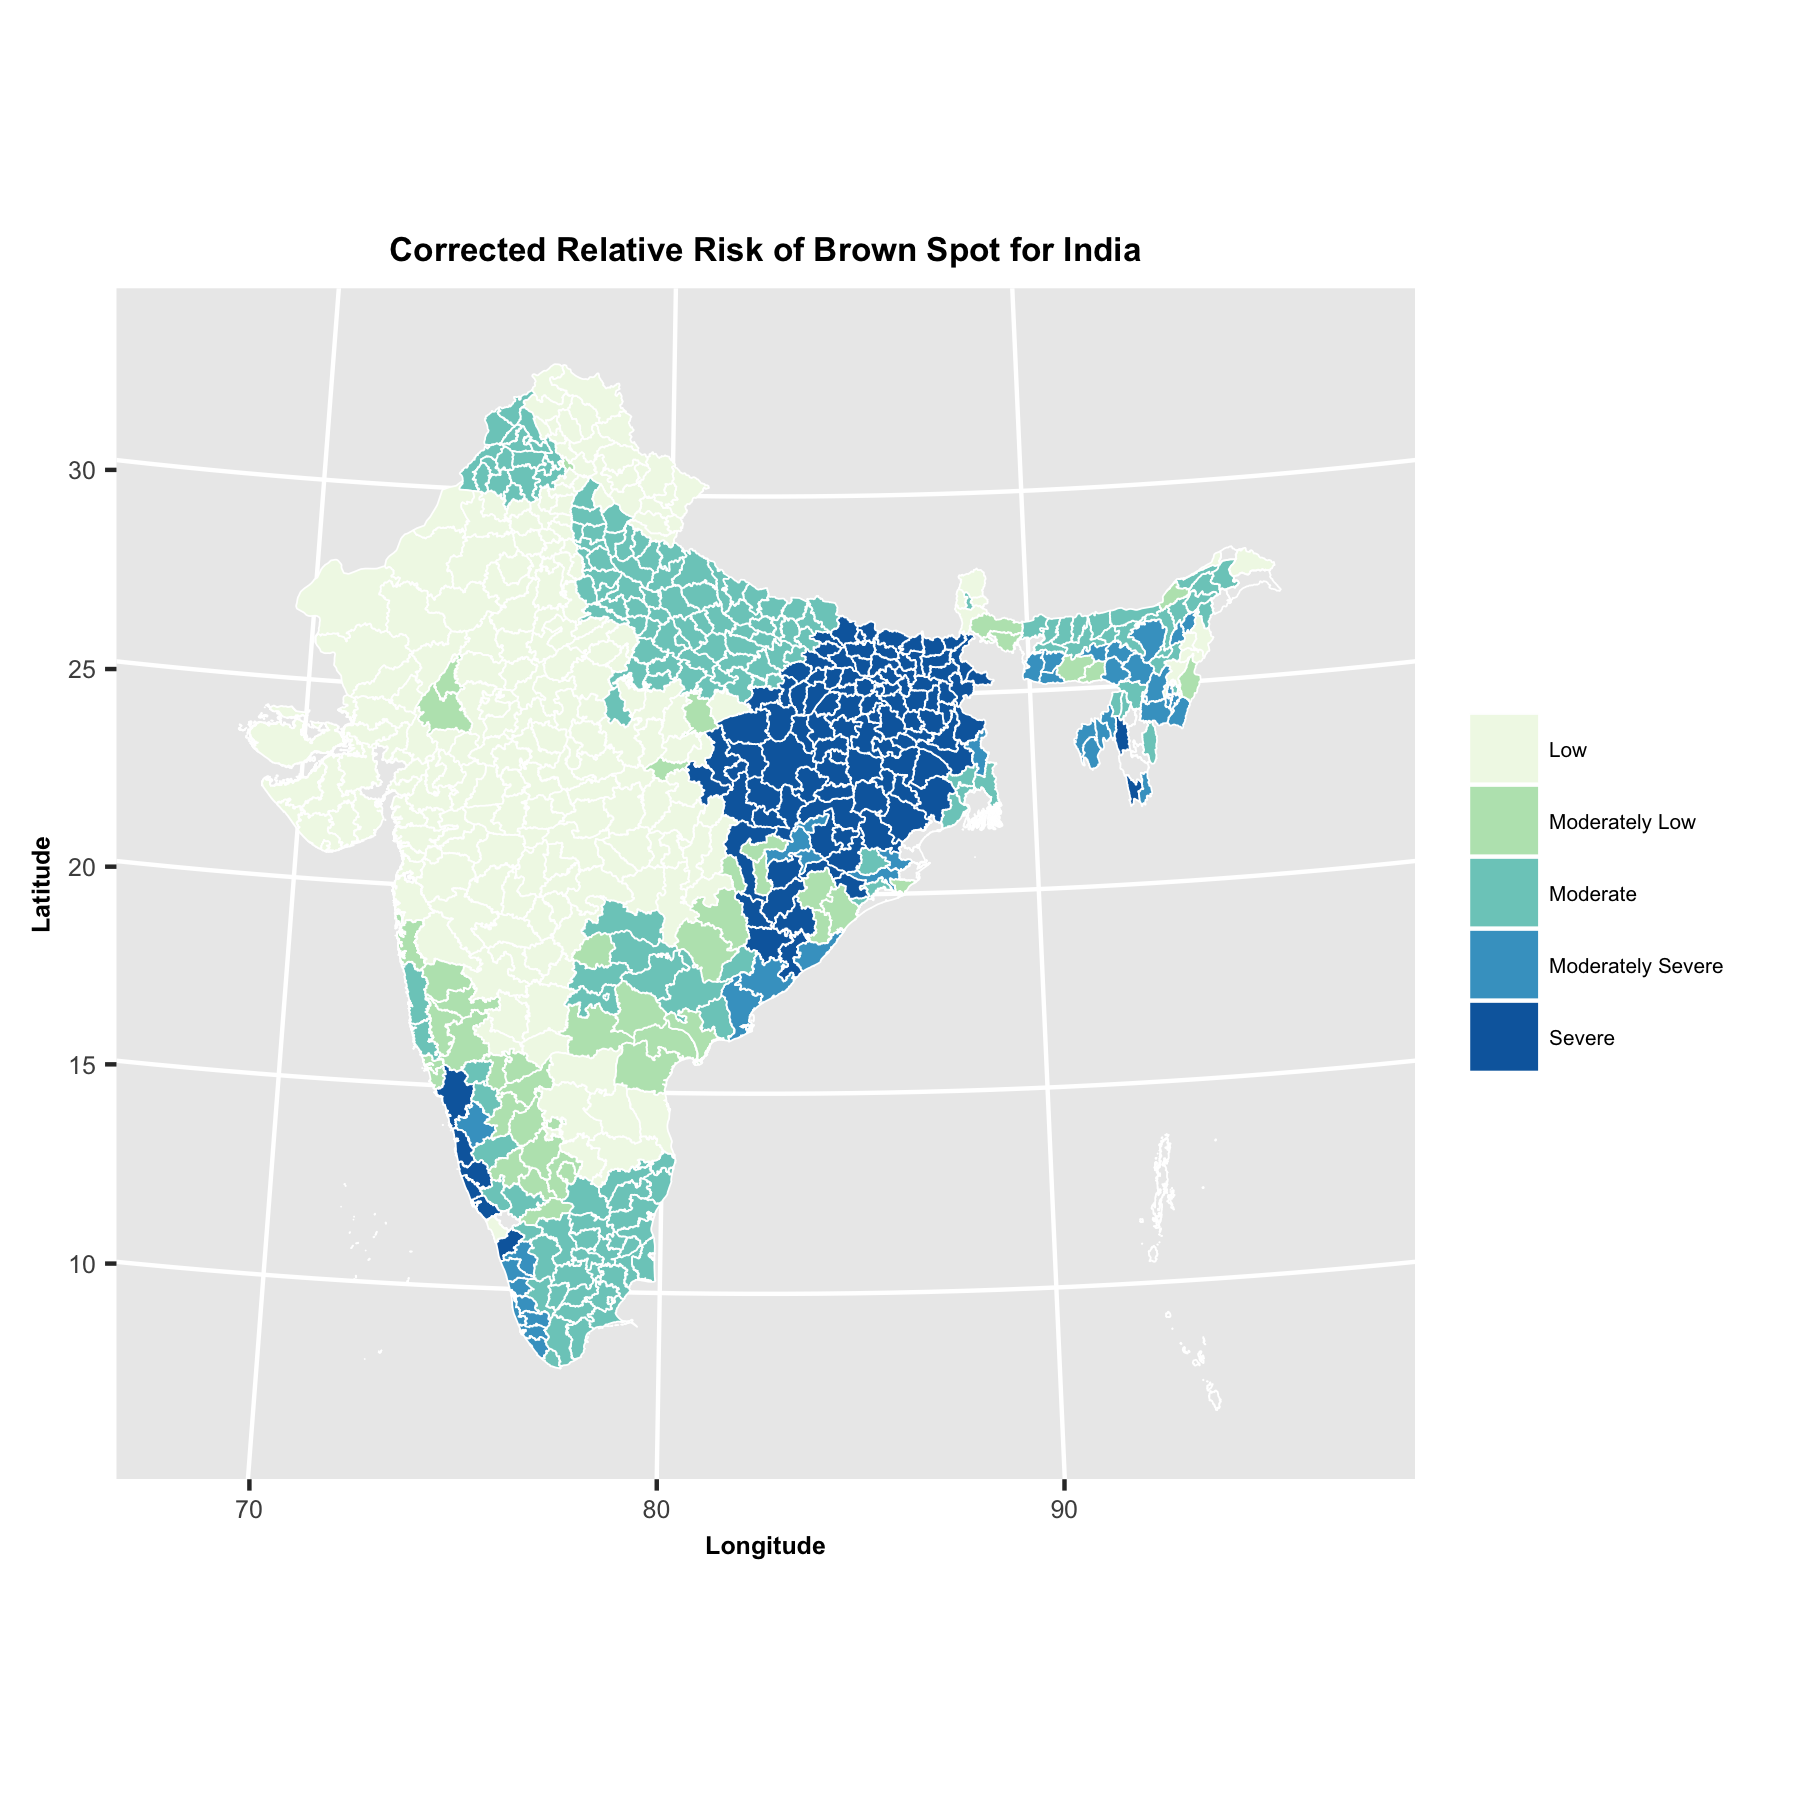 Corrected Relative Risk of Brown Spot for India
30
25
20
15
10
Latitude
70
80
90
Longitude
Low
Moderately Low
Moderate
Moderately Severe
Severe